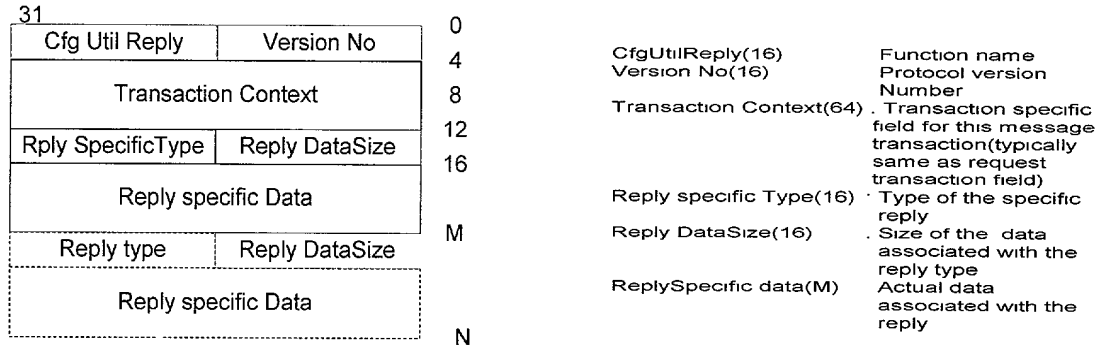 31
0
Cfg Util Reply Version No
4
Transaction Context
8
12
Rply SpecificType Reply DataSize
16
Reply specific Data
M
Reply type Reply DataSize
Reply specific Data
N
CfgUtilReply(16) Function name
Version No(16) Protocol version
Number
Transaction Context(64) . Transaction specific
field for this message
transaction(typically
same as request
transaction field)
Reply specific Type(16) · Type of the specific
reply
Reply DataSize(16) . Size of the data
associated with the
reply type
ReplySpecific data(M) Actual data
associated with the
reply